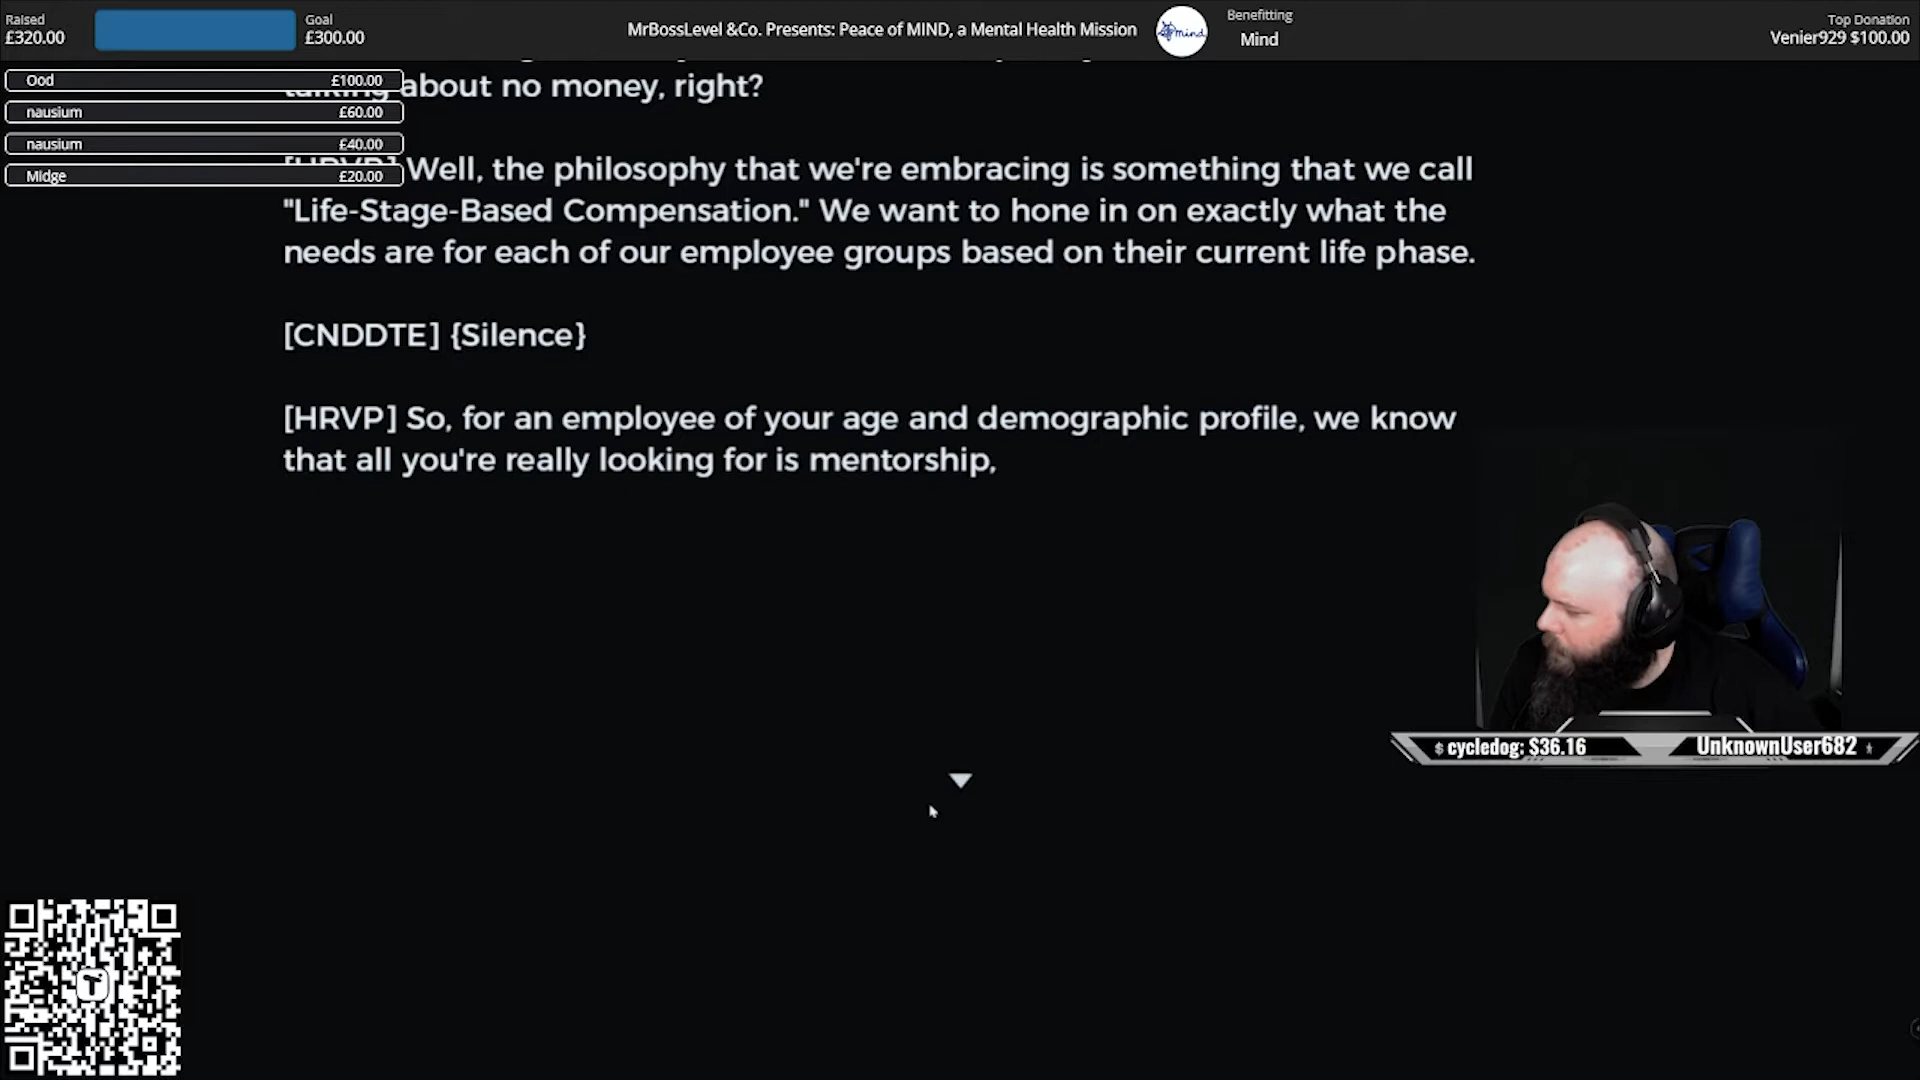 Raised
£320.00
Goal
£300.00
MrBossLevel &Co. Presents: Peace of MIND, a Mental Health Mission
mind
Benefitting
Mind
Top Donation
Venier929 $100.00
Ood £100.00
nausium £60.00
nausium £40.00
Midge £20.00
talking about no money, right?
[HRVP] Well, the philosophy that we're embracing is something that we call
"Life-Stage-Based Compensation." We want to hone in on exactly what the
needs are for each of our employee groups based on their current life phase.
[CNDDTE] {Silence}
[HRVP] So, for an employee of your age and demographic profile, we know
that all you're really looking for is mentorship,
$ cycledog: $36.16
UnknownUser682